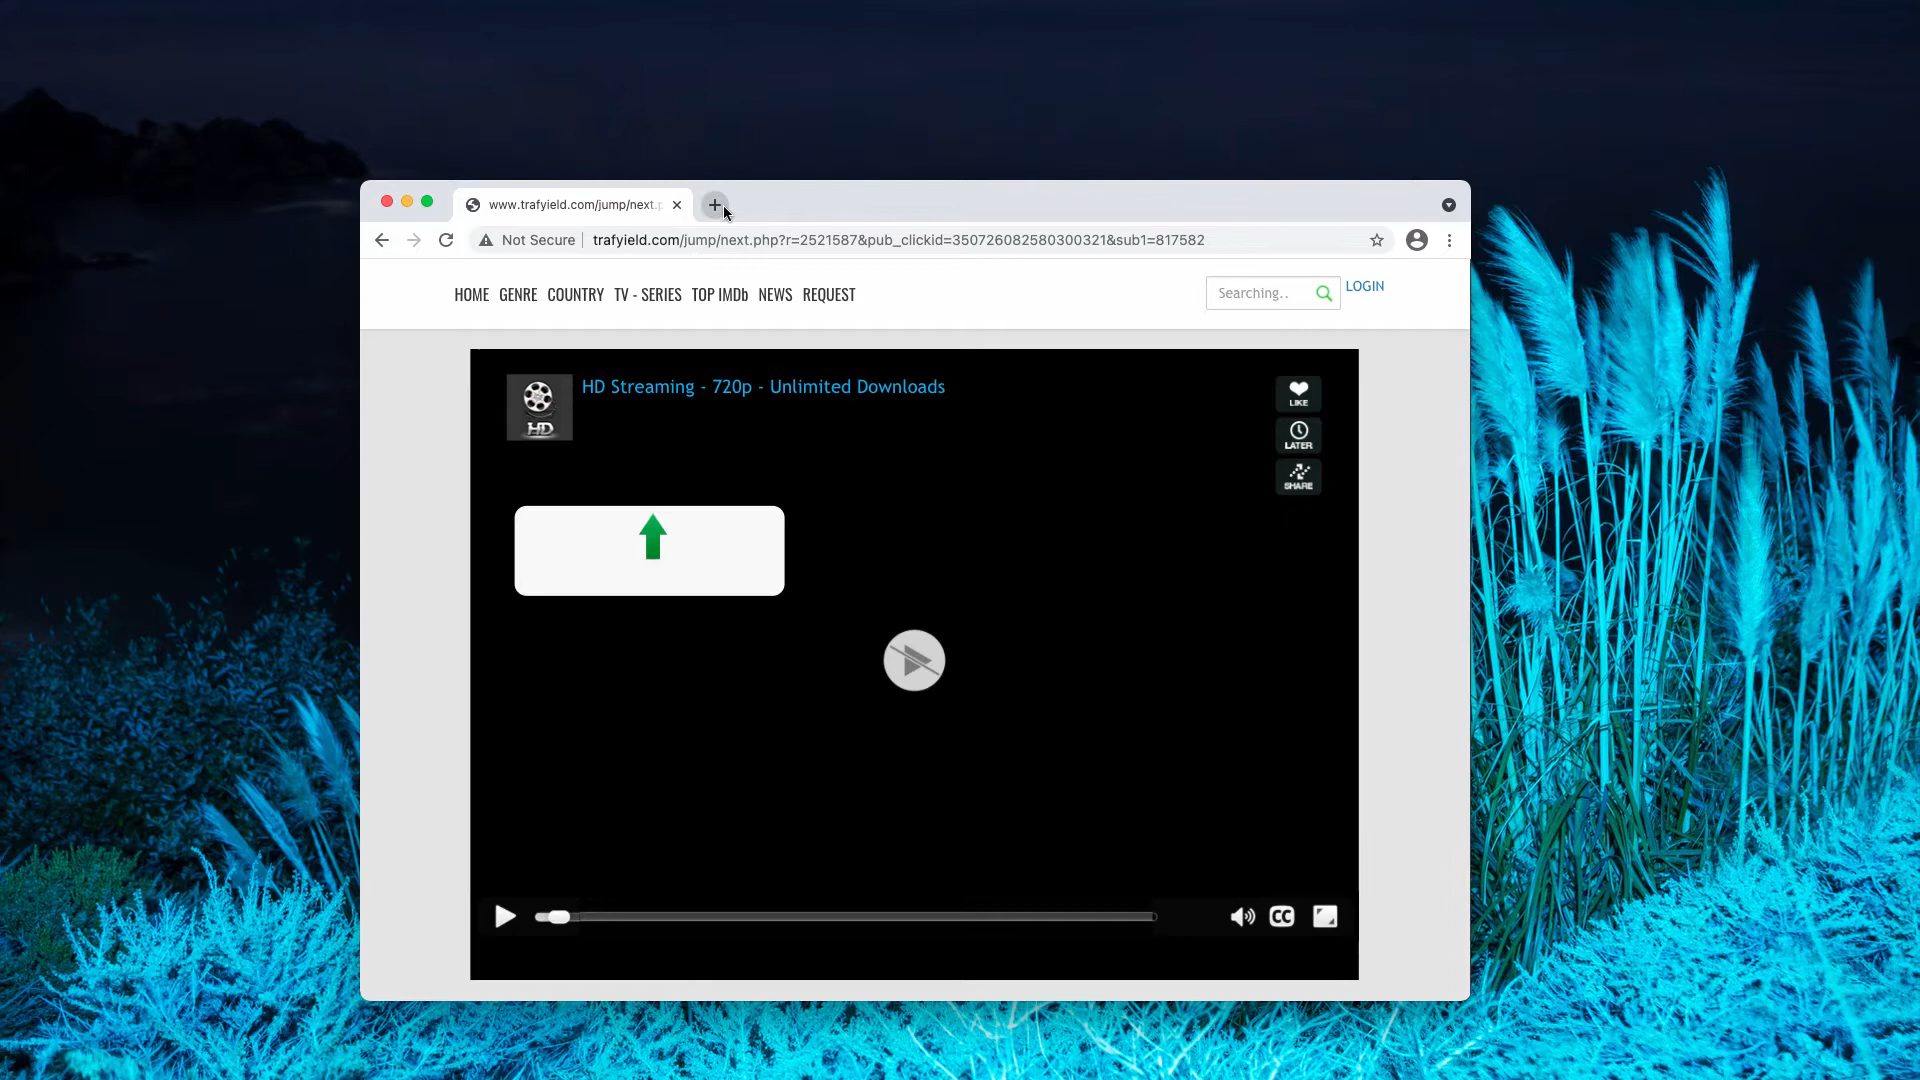 www.trafyield.com/jump/next.p
Not Secure
trafyield.com/jump/next.php?r=2521587&pub_clickid=350726082580300321&sub1=817582
HOME GENRE COUNTRY TV - SERIES TOP IMDb NEWS REQUEST
Searching..
LOGIN
HD
HD Streaming - 720p - Unlimited Downloads
LIKE
LATER
SHARE
CC